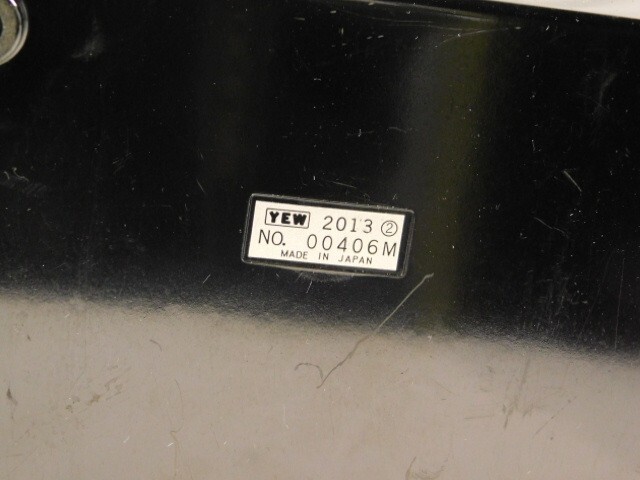 YEW 2013 ②
NO. 00406M
MADE IN JAPAN